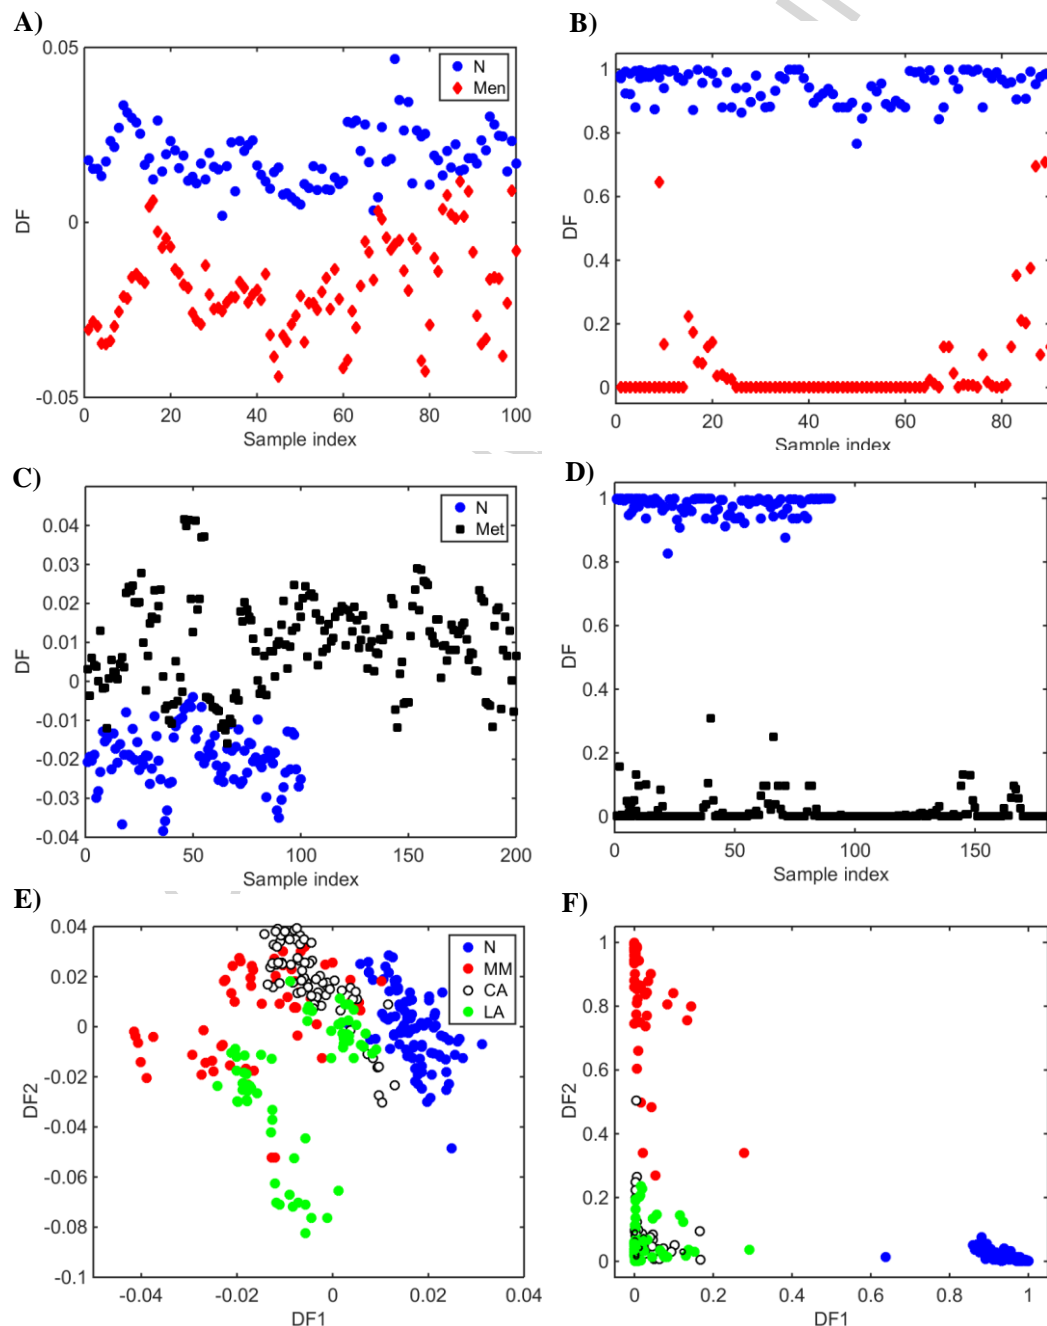 A)
B)
0.05
0
-0.05
DF
0 20 40 60 80 100
Sample index
N
Men
1
0.8
0.6
0.4
0.2
0
DF
0 20 40 60 80
Sample index
C)
D)
0.04
0.03
0.02
0.01
0
-0.01
-0.02
-0.03
-0.04
DF
0 50 100 150 200
Sample index
N
Met
1
0.8
0.6
0.4
0.2
0
DF
0 50 100 150
Sample index
E)
F)
0.04
0.02
0
-0.02
-0.04
-0.06
-0.08
-0.1
DF2
-0.04 -0.02 0 0.02 0.04
DF1
N
MM
CA
LA
1
0.8
0.6
0.4
0.2
0
DF2
0 0.2 0.4 0.6 0.8 1
DF1